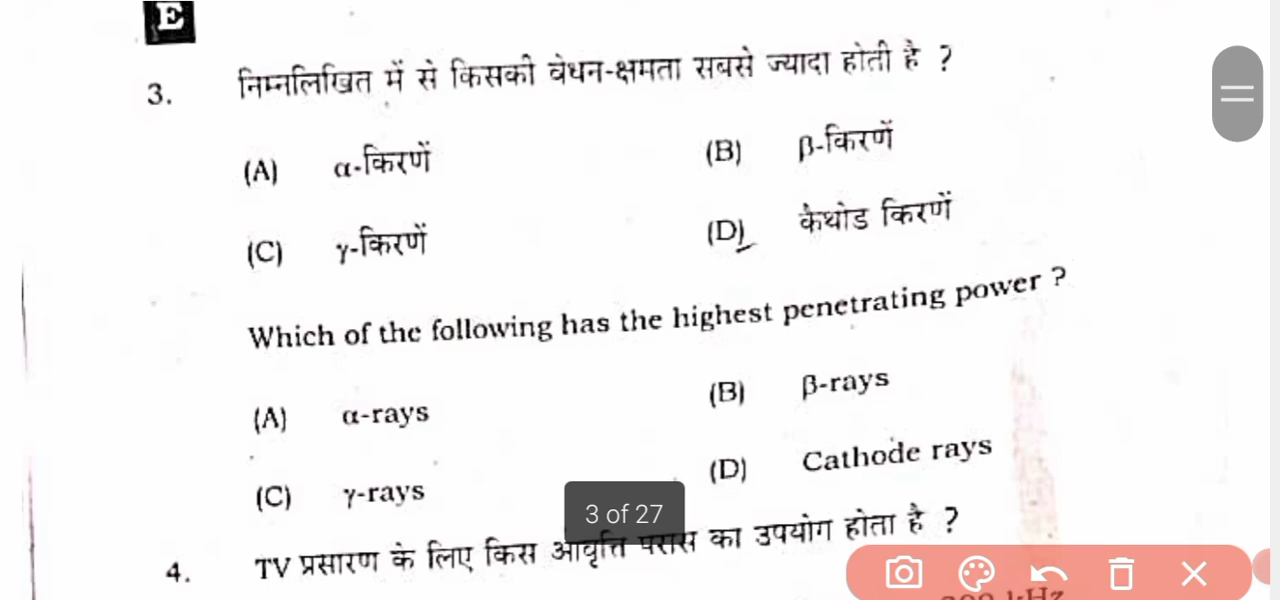 E
3. निम्नलिखित में से किसकी वेधन-क्षमता सबसे ज्यादा होती है ?
(A) α-किरणें (B) β-किरणें
(C) γ-किरणें (D) कैथोड किरणें
Which of the following has the highest penetrating power ?
(A) α-rays (B) β-rays
(C) γ-rays (D) Cathode rays
3 of 27
4. TV प्रसारण के लिए किस आवृत्ति परास का उपयोग होता है ?
kHz